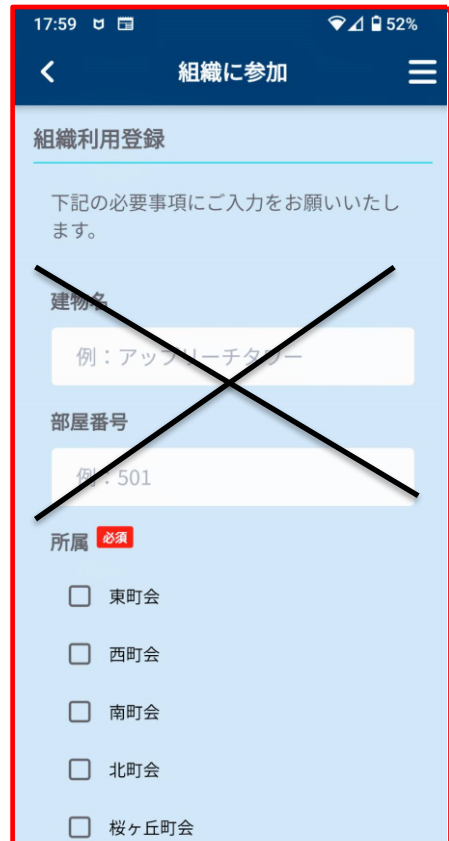 17:59 52%
組織に参加
組織利用登録
下記の必要事項にご入力をお願いいたし
ます。
建物名
例：アップリーチタワー
部屋番号
例：501
所属 必須
東町会
西町会
南町会
北町会
桜ヶ丘町会